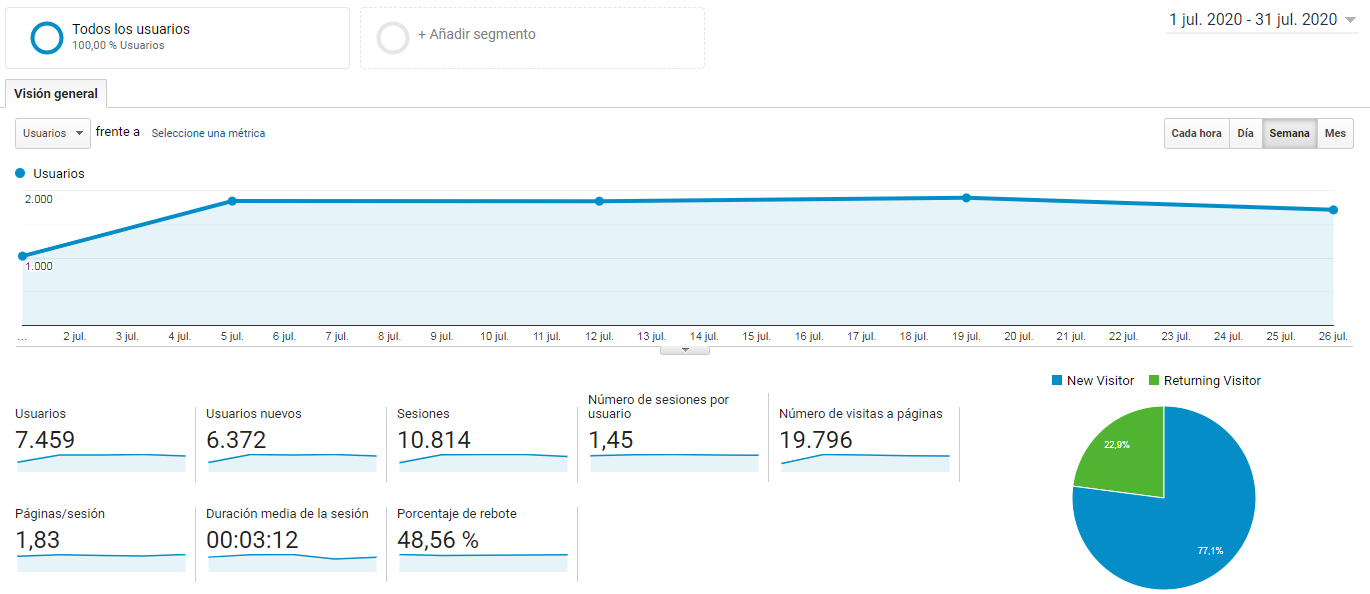 Todos los usuarios
100,00 % Usuarios
+ Añadir segmento
1 jul. 2020 - 31 jul. 2020
Visión general
Usuarios
frente a
Seleccione una métrica
Cada hora
Día
Semana
Mes
Usuarios
2.000
1.000
... 2 jul. 3 jul. 4 jul. 5 jul. 6 jul. 7 jul. 8 jul. 9 jul. 10 jul. 11 jul. 12 jul. 13 jul. 14 jul. 15 jul. 16 jul. 17 jul. 18 jul. 19 jul. 20 jul. 21 jul. 22 jul. 23 jul. 24 jul. 25 jul. 26 jul.
New Visitor
Returning Visitor
Usuarios
7.459
Usuarios nuevos
6.372
Sesiones
10.814
Número de sesiones por
usuario
1,45
Número de visitas a páginas
19.796
Páginas/sesión
1,83
Duración media de la sesión
00:03:12
Porcentaje de rebote
48,56 %
22,9%
77,1%